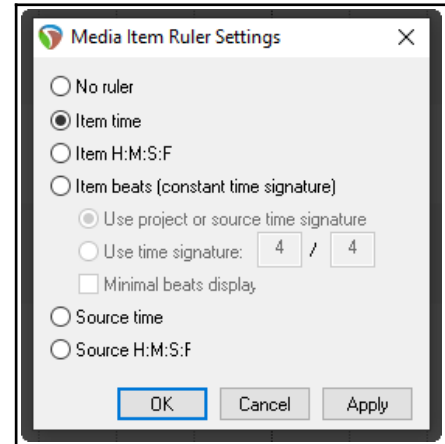 Media Item Ruler Settings
No ruler
Item time
Item H:M:S:F
Item beats (constant time signature)
Use project or source time signature
Use time signature: 4 / 4
Minimal beats display
Source time
Source H:M:S:F
OK Cancel Apply